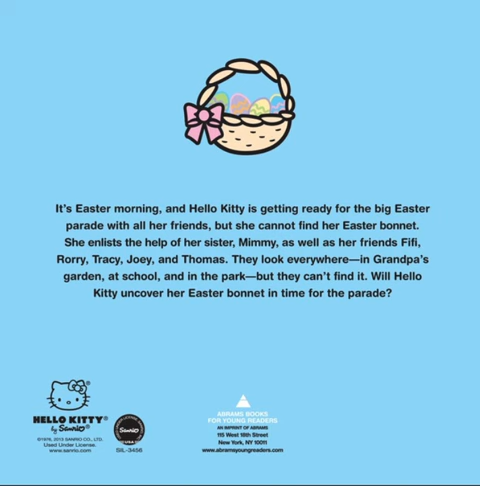 It's Easter morning, and Hello Kitty is getting ready for the big Easter
parade with all her friends, but she cannot find her Easter bonnet.
She enlists the help of her sister, Mimmy, as well as her friends Fifi,
Rorry, Tracy, Joey, and Thomas. They look everywhere—in Grandpa's
garden, at school, and in the park—but they can't find it. Will Hello
Kitty uncover her Easter bonnet in time for the parade?
HELLO KITTY®
by Sanrio®
©1976, 2013 SANRIO CO., LTD.
Used Under License.
www.sanrio.com
Sanrio
SIL-3456
ABRAMS BOOKS
FOR YOUNG READERS
AN IMPRINT OF ABRAMS
115 West 18th Street
New York, NY 10011
www.abramsyoungreaders.com